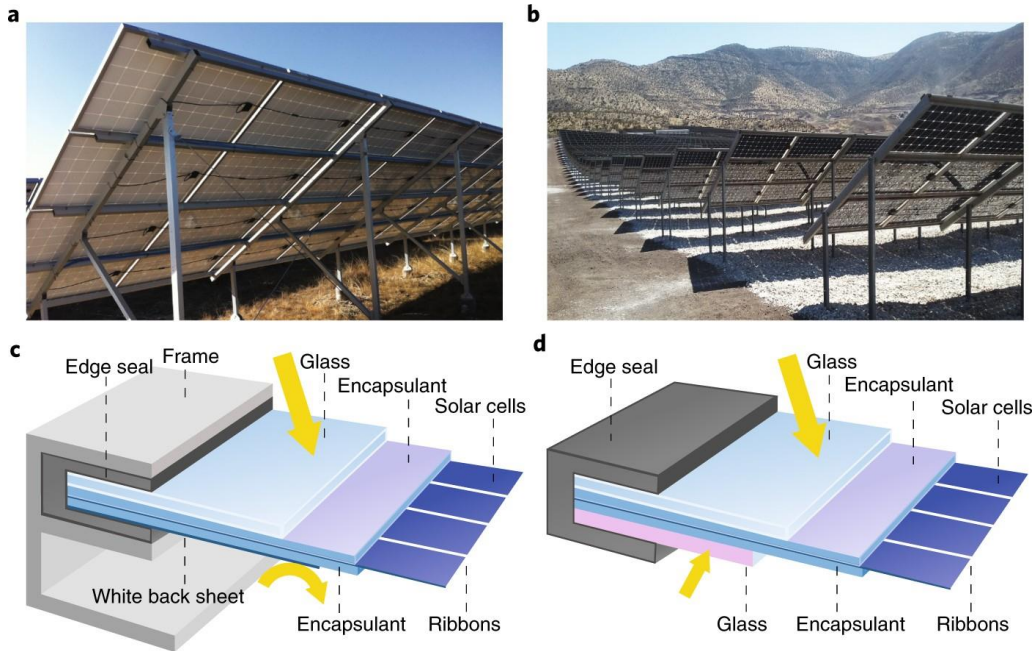 a
b
c
Edge seal
Frame
Glass
Encapsulant
Solar cells
White back sheet
Encapsulant
Ribbons
d
Edge seal
Glass
Encapsulant
Solar cells
Glass
Encapsulant
Ribbons